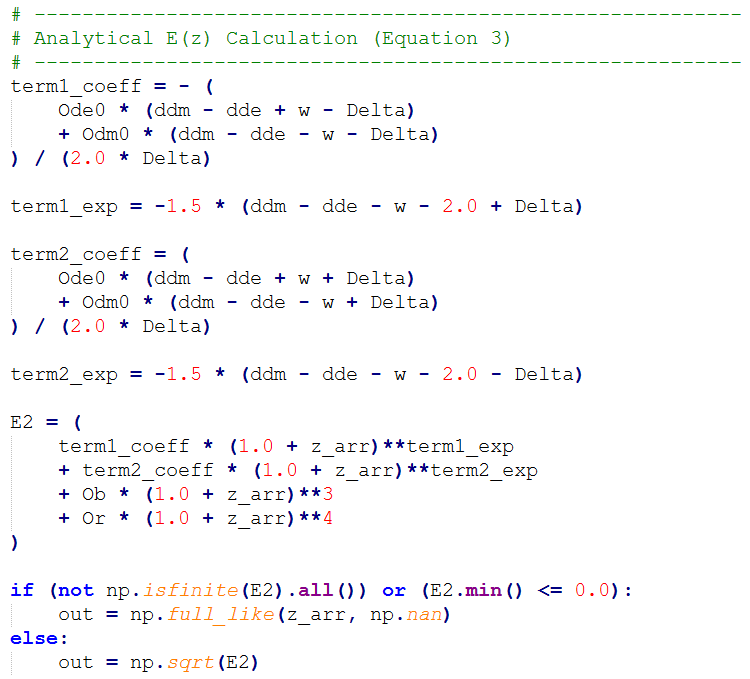 # -----------------------------------------------------------
# Analytical E(z) Calculation (Equation 3)
# -----------------------------------------------------------
term1_coeff = - (
    Ode0 * (ddm - dde + w - Delta)
    + Odm0 * (ddm - dde - w - Delta)
) / (2.0 * Delta)

term1_exp = -1.5 * (ddm - dde - w - 2.0 + Delta)

term2_coeff = (
    Ode0 * (ddm - dde + w + Delta)
    + Odm0 * (ddm - dde - w + Delta)
) / (2.0 * Delta)

term2_exp = -1.5 * (ddm - dde - w - 2.0 - Delta)

E2 = (
    term1_coeff * (1.0 + z_arr)**term1_exp
    + term2_coeff * (1.0 + z_arr)**term2_exp
    + Ob * (1.0 + z_arr)**3
    + Or * (1.0 + z_arr)**4
)

if (not np.isfinite(E2).all()) or (E2.min() <= 0.0):
    out = np.full_like(z_arr, np.nan)
else:
    out = np.sqrt(E2)